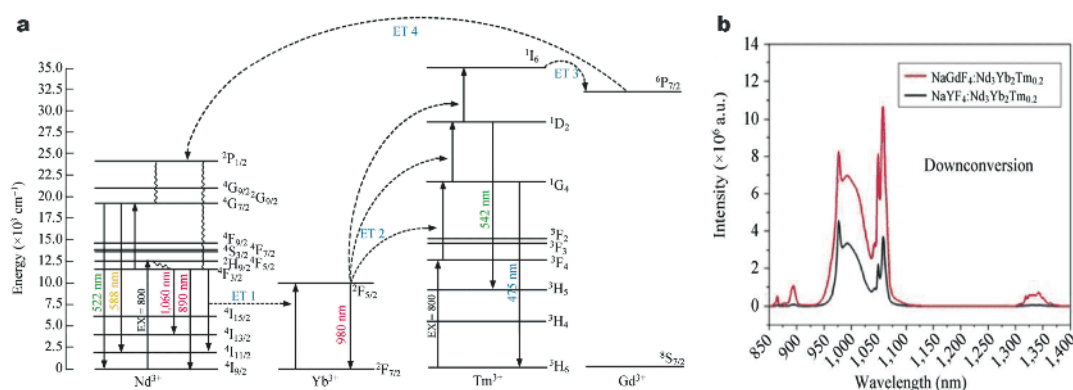 a
ET 4
Energy (×10³ cm⁻¹)
35.0
32.5
30.0
27.5
25.0
22.5
20.0
17.5
15.0
12.5
10.0
7.5
5.0
2.5
0
²P₁/₂
⁴G₉/₂ ²G₉/₂
⁴G₇/₂
⁴F₉/₂
⁴S₃/₂ ⁴F₇/₂
²H₉/₂ ⁴F₅/₂
⁴F₃/₂
⁴I₁₅/₂
⁴I₁₃/₂
⁴I₁₁/₂
⁴I₉/₂
522 nm
588 nm
EX = 800
1,060 nm
890 nm
Nd³⁺
ET 1
ET 2
²F₅/₂
980 nm
²F₇/₂
Yb³⁺
¹I₆
ET 3
¹D₂
¹G₄
³F₂
³F₃
³F₄
³H₅
³H₄
³H₆
EX = 800
542 nm
475 nm
Tm³⁺
⁶P₇/₂
⁸S₇/₂
Gd³⁺
b
Intensity (×10⁶ a.u.)
14
12
10
8
6
4
2
0
NaGdF₄:Nd₃Yb₂Tm₀.₂
NaYF₄:Nd₃Yb₂Tm₀.₂
Downconversion
850
900
950
1,000
1,050
1,100
1,150
1,200
1,250
1,300
1,350
1,400
Wavelength (nm)